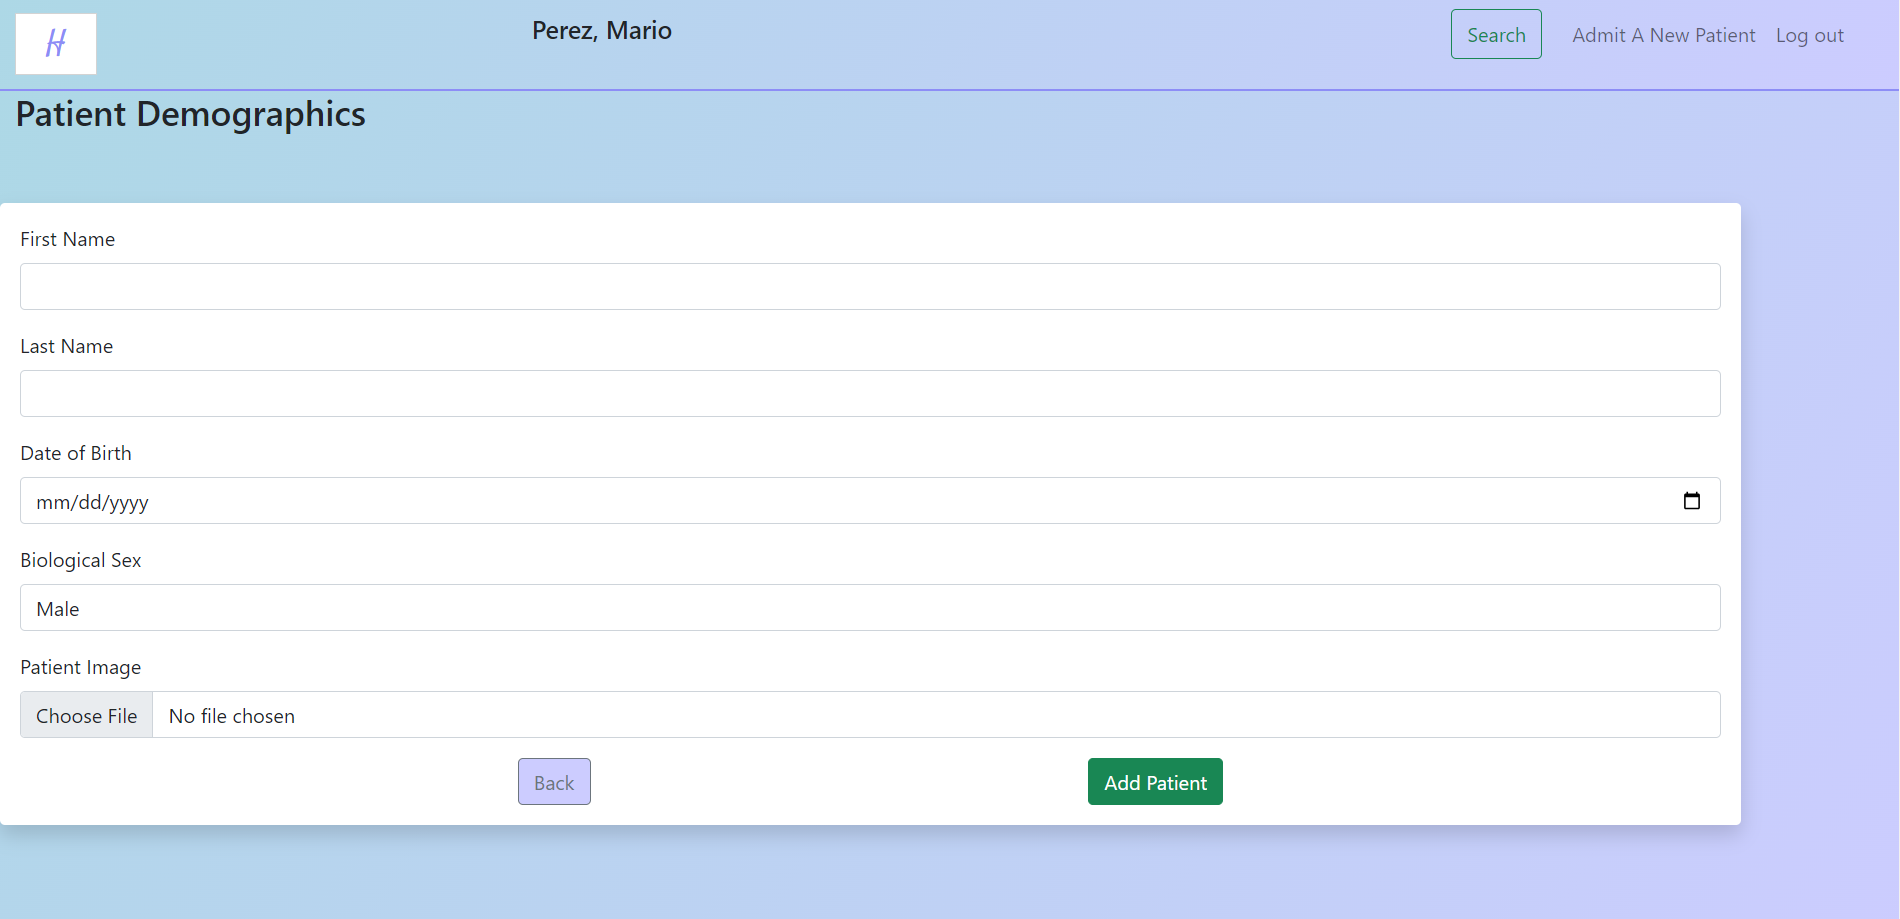 H
Perez, Mario
Search
Admit A New Patient
Log out
Patient Demographics
First Name
Last Name
Date of Birth
mm/dd/yyyy
Biological Sex
Male
Patient Image
Choose File
No file chosen
Back
Add Patient